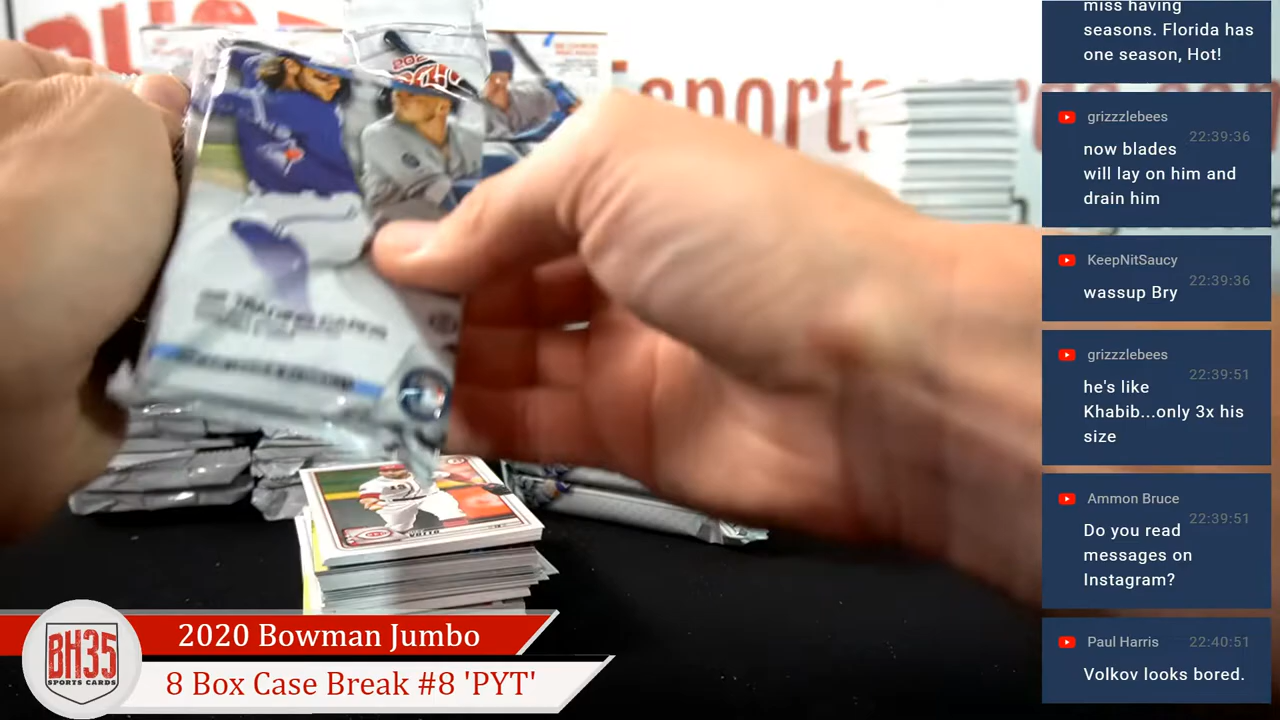 miss having
seasons. Florida has
one season, Hot!
grizzzlebees
22:39:36
now blades
will lay on him and
drain him
KeepNitSaucy
22:39:36
wassup Bry
grizzzlebees
22:39:51
he's like
Khabib...only 3x his
size
Ammon Bruce
22:39:51
Do you read
messages on
Instagram?
Paul Harris
22:40:51
Volkov looks bored.
TRADING CARDS
VOTTO
BH35
SPORTS CARDS
2020 Bowman Jumbo
8 Box Case Break #8 'PYT'